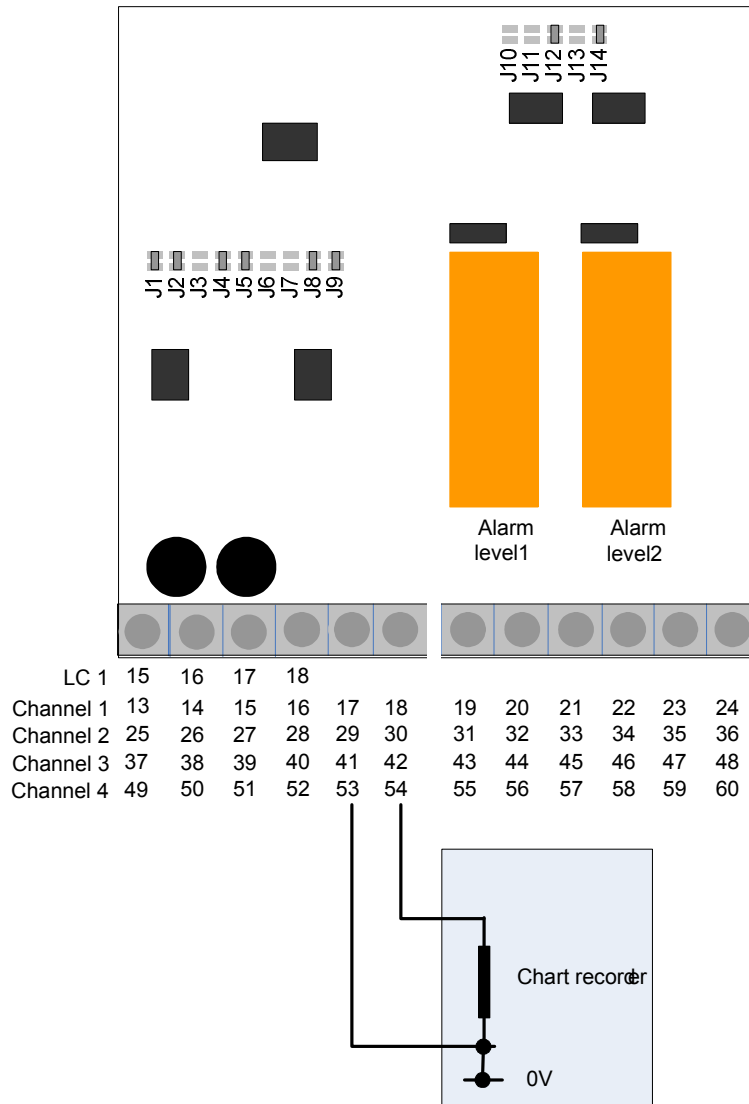 J10 J11 J12 J13 J14
J1 J2 J3 J4 J5 J6 J7 J8 J9
Alarm level1
Alarm level2
LC 1 15 16 17 18
Channel 1 13 14 15 16 17 18 19 20 21 22 23 24
Channel 2 25 26 27 28 29 30 31 32 33 34 35 36
Channel 3 37 38 39 40 41 42 43 44 45 46 47 48
Channel 4 49 50 51 52 53 54 55 56 57 58 59 60
Chart recorder
0V